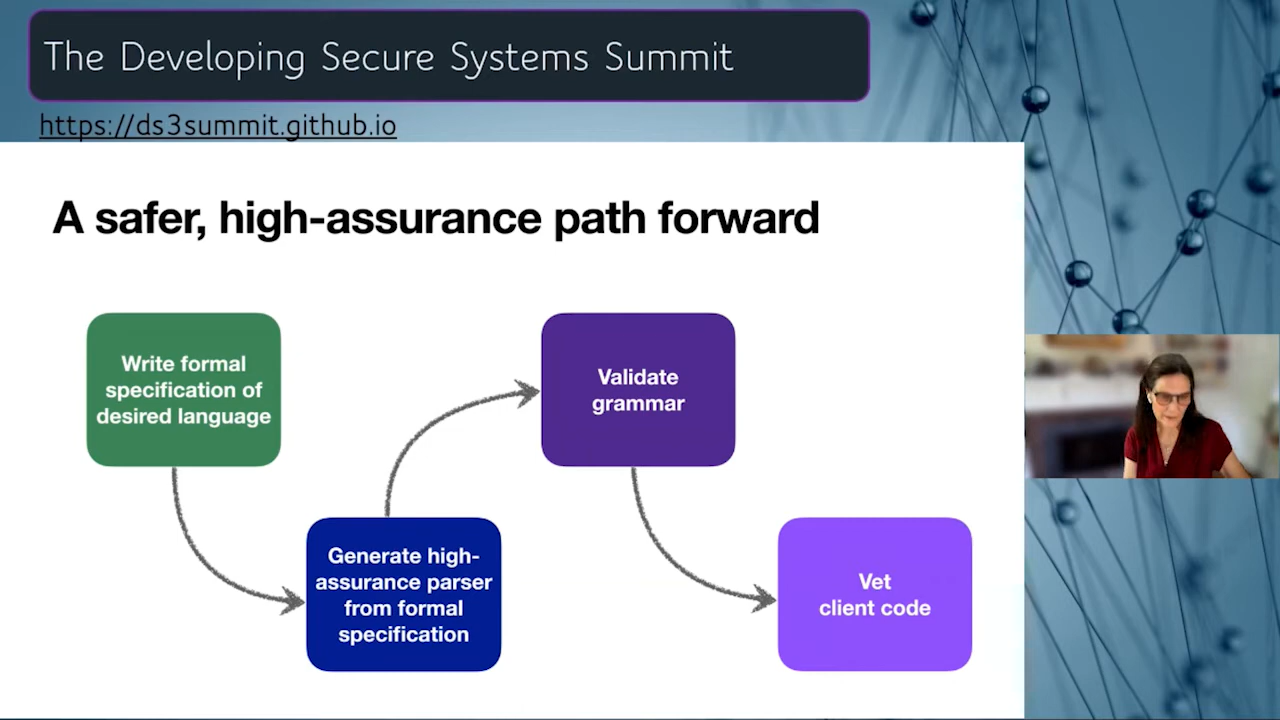 The Developing Secure Systems Summit
https://ds3summit.github.io
A safer, high-assurance path forward
Write formal
specification of
desired language
Generate high-
assurance parser
from formal
specification
Validate
grammar
Vet
client code